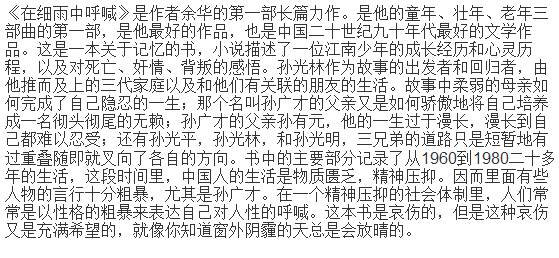 《在细雨中呼喊》是作者余华的第一部长篇力作。是他的童年、壮年、老年三
部曲的第一部，是他最好的作品，也是中国二十世纪九十年代最好的文学作
品。这是一本关于记忆的书，小说描述了一位江南少年的成长经历和心灵历
程，以及对死亡、奸情、背叛的感悟。孙光林作为故事的出发者和回归者，由
他推而及上的三代家庭以及和他们有关联的朋友的生活。故事中柔弱的母亲如
何完成了自己隐忍的一生；那个名叫孙广才的父亲又是如何骄傲地将自己培养
成一名彻头彻尾的无赖；孙广才的父亲孙有元，他的一生过于漫长，漫长到自
己都难以忍受；还有孙光平，孙光林，和孙光明，三兄弟的道路只是短暂地有
过重叠随即就叉向了各自的方向。书中的主要部分记录了从1960到1980二十多
年的生活，这段时间里，中国人的生活是物质匮乏，精神压抑。因而里面有些
人物的言行十分粗暴，尤其是孙广才。在一个精神压抑的社会体制里，人们常
常是以性格的粗暴来表达自己对人性的呼喊。这本书是哀伤的，但是这种哀伤
又是充满希望的，就像你知道窗外阴霾的天总是会放晴的。